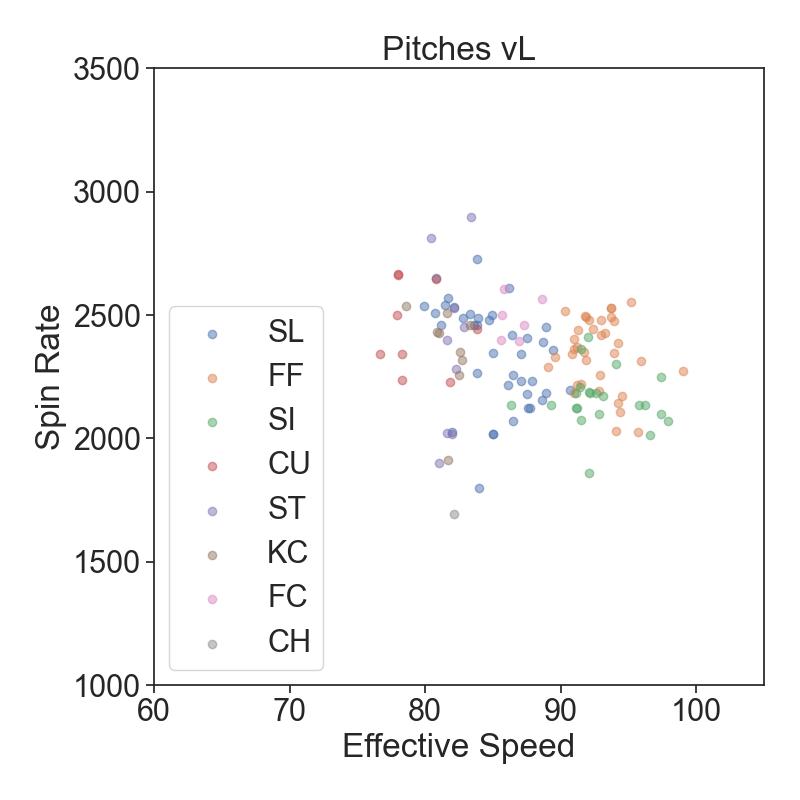 Pitches vL
3500
3000
2500
2000
1500
1000
Spin Rate
SL
FF
SI
CU
ST
KC
FC
CH
60 70 80 90 100
Effective Speed